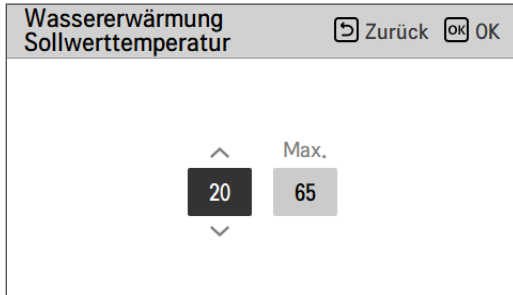 Wassererwärmung
Sollwerttemperatur
Zurück OK OK
Max.
20 65